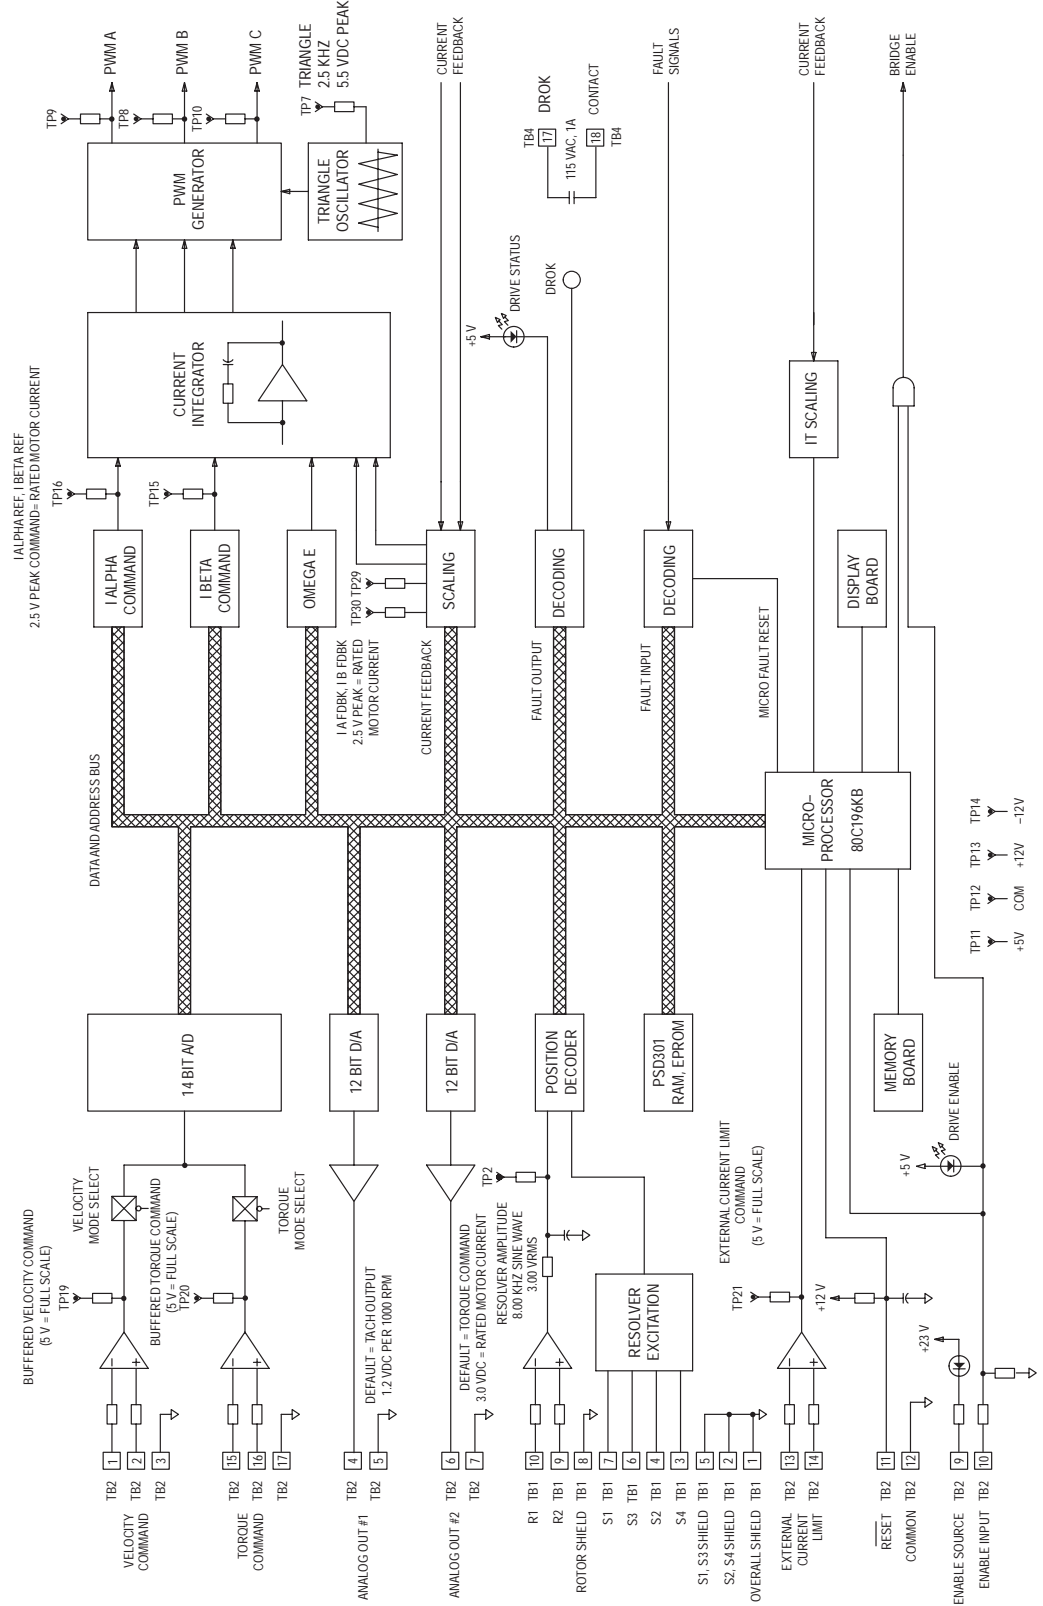 I ALPHA REF, I BETA REF
2.5 V PEAK COMMAND= RATED MOTOR CURRENT
TP9
PWM A
TP8
PWM B
TP10
PWM C
TP7
TRIANGLE
2.5 KHZ
5.5 VDC PEAK
PWM
GENERATOR
TRIANGLE
OSCILLATOR
CURRENT
INTEGRATOR
CURRENT
FEEDBACK
TP16
TP15
I ALPHA
COMMAND
I BETA
COMMAND
OMEGA E
SCALING
TP30
TP29
I A FDBK, I B FDBK
2.5 V PEAK = RATED
MOTOR CURRENT
CURRENT FEEDBACK
+5 V
DRIVE STATUS
DROK
DECODING
FAULT OUTPUT
TB4
17
DROK
115 VAC, 1A
18
CONTACT
TB4
FAULT
SIGNALS
DECODING
FAULT INPUT
MICRO FAULT RESET
CURRENT
FEEDBACK
IT SCALING
BRIDGE
ENABLE
DISPLAY
BOARD
DATA AND ADDRESS BUS
MICRO–
PROCESSOR
80C196KB
TP11
+5V
TP12
COM
TP13
+12V
TP14
–12V
14 BIT A/D
12 BIT D/A
12 BIT D/A
POSITION
DECODER
PSD301
RAM, EPROM
MEMORY
BOARD
BUFFERED VELOCITY COMMAND
(5 V = FULL SCALE)
TP19
VELOCITY
MODE SELECT
BUFFERED TORQUE COMMAND
(5 V = FULL SCALE)
TP20
TORQUE
MODE SELECT
DEFAULT = TACH OUTPUT
1.2 VDC PER 1000 RPM
DEFAULT = TORQUE COMMAND
3.0 VDC = RATED MOTOR CURRENT
TP2
RESOLVER AMPLITUDE
8.00 KHZ SINE WAVE
3.00 VRMS
RESOLVER
EXCITATION
EXTERNAL CURRENT LIMIT
COMMAND
(5 V = FULL SCALE)
TP21
+12 V
+23 V
+5 V
DRIVE ENABLE
VELOCITY
COMMAND
TB2 1
TB2 2
TB2 3
TORQUE
COMMAND
TB2 15
TB2 16
TB2 17
ANALOG OUT #1
TB2 4
TB2 5
ANALOG OUT #2
TB2 6
TB2 7
R1 TB1 10
R2 TB1 9
ROTOR SHIELD TB1 8
S1 TB1 7
S3 TB1 6
S2 TB1 4
S4 TB1 3
S1, S3 SHIELD TB1 5
S2, S4 SHIELD TB1 2
OVERALL SHIELD TB1 1
EXTERNAL
CURRENT
LIMIT
TB2 13
TB2 14
RESET TB2 11
COMMON TB2 12
ENABLE SOURCE TB2 9
ENABLE INPUT TB2 10